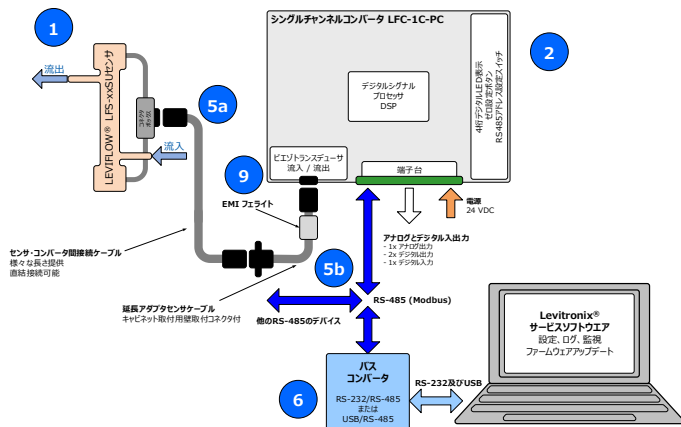 1
流出
LEVIFLOW® LFS-xxSUセンサ
コネクタ
ボックス
流入
5a
シングルチャンネルコンバータ LFC-1C-PC
デジタルシグナル
プロセッサ
DSP
4桁デジタルLED表示
ゼロ設定ボタン
RS485アドレス設定スイッチ
2
ピエゾトランスデューサ
流入 / 流出
端子台
9
EMI フェライト
電源
24 VDC
アナログとデジタル入出力
- 1x アナログ出力
- 2x デジタル出力
- 1x デジタル入力
センサ・コンバータ間接続ケーブル
様々な長さ提供
直結接続可能
5b
延長アダプタセンサケーブル
キャビネット取付用壁取付コネクタ付
RS-485 (Modbus)
他のRS-485のデバイス
Levitronix®
サービスソフトウエア
設定、ログ、監視
ファームウェアアップデート
6
バス
コンバータ
RS-232/RS-485
または
USB/RS-485
RS-232及びUSB